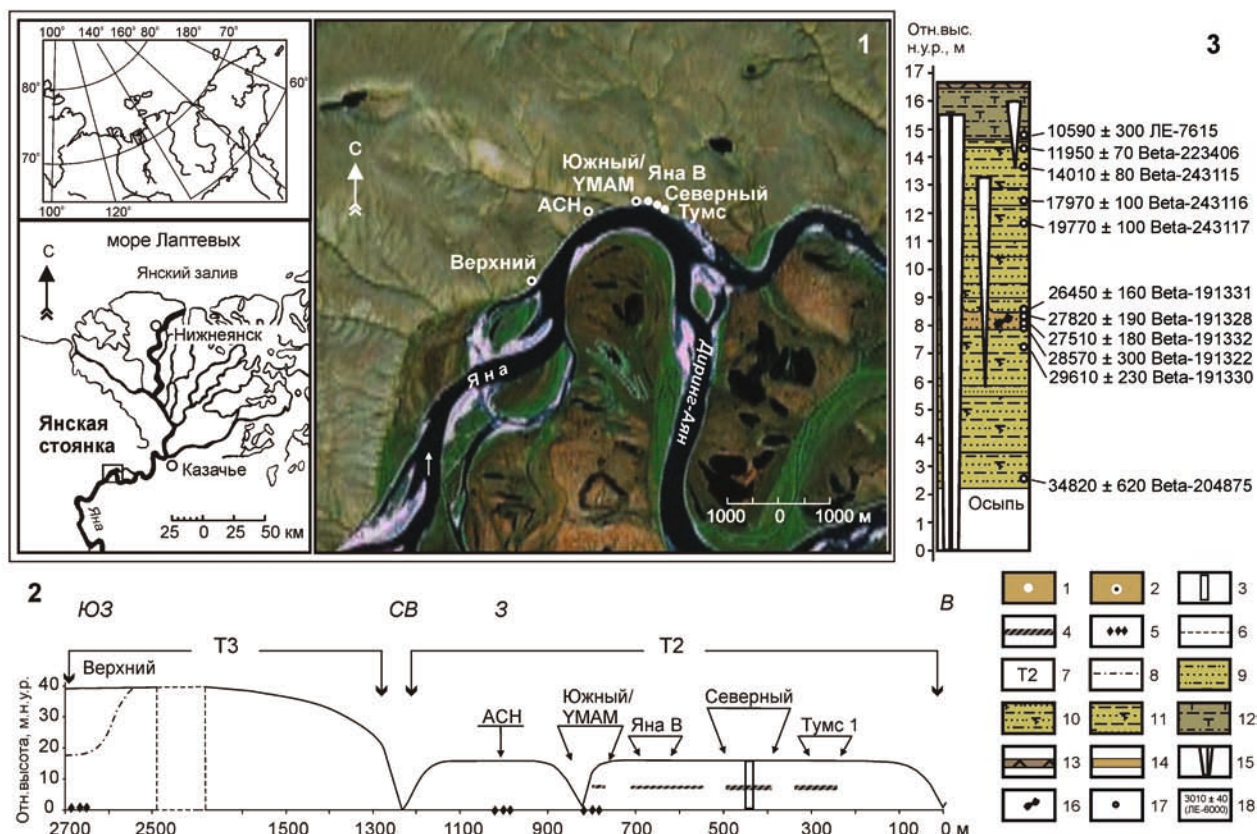 100° 140° 160° 80° 180° 70°
80°
60°
70°
100°
120°
С
море Лаптевых
Янский залив
Нижнеянск
Янская
стоянка
Казачье
Яна
25 0 25 50 км
1
С
Южный/
YMAM
Яна В
Северный
Тумс
АСН
Верхний
Яна
Диринг-Аян
1000 0 1000 м
3
Отн.выс.
н.у.р., м
17
16
15
14
13
12
11
10
9
8
7
6
5
4
3
2
1
0
10590 ± 300 ЛЕ-7615
11950 ± 70 Beta-223406
14010 ± 80 Beta-243115
17970 ± 100 Beta-243116
19770 ± 100 Beta-243117
26450 ± 160 Beta-191331
27820 ± 190 Beta-191328
27510 ± 180 Beta-191332
28570 ± 300 Beta-191322
29610 ± 230 Beta-191330
34820 ± 620 Beta-204875
Осыпь
2
ЮЗ СВ З В
Т3 Т2
Отн.высота, м.н.у.р.
40
30
20
10
0
Верхний
АСН
Южный/
YMAM
Яна В
Северный
Тумс 1
2700 2500 1300 1100 900 700 500 300 100 0 м
1 2 3
4 5 6
Т2 7 8 9
10 11 12
13 14 15
16 17 3010 ± 40 (ЛЕ-6000) 18